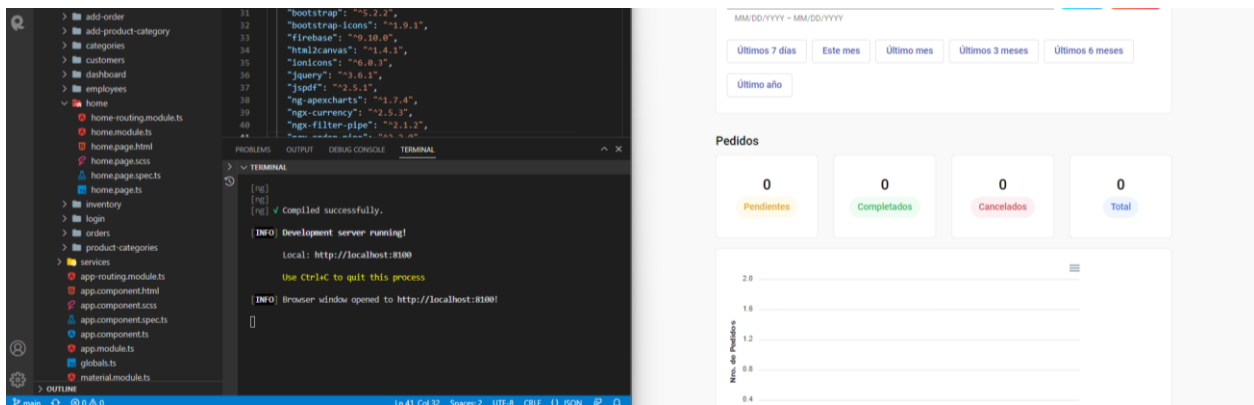 add-order
add-product-category
categories
customers
dashboard
employees
home
home-routing.module.ts
home.module.ts
home.page.html
home.page.scss
home.page.spec.ts
home.page.ts
inventory
login
orders
product-categories
services
app-routing.module.ts
app.component.html
app.component.scss
app.component.spec.ts
app.component.ts
app.module.ts
globals.ts
material.module.ts
OUTLINE
31 "bootstrap": "^5.2.2",
32 "bootstrap-icons": "^1.9.1",
33 "firebase": "^9.10.0",
34 "html2canvas": "^1.4.1",
35 "ionicons": "^6.0.3",
36 "jquery": "^3.6.1",
37 "jspdf": "^2.5.1",
38 "ng-apexcharts": "^1.7.4",
39 "ngx-currency": "^2.5.3",
40 "ngx-filter-pipe": "^2.1.2",
PROBLEMS OUTPUT DEBUG CONSOLE TERMINAL
TERMINAL
[ng]
[ng]
[ng] √ Compiled successfully.
[INFO] Development server running!
Local: http://localhost:8100
Use Ctrl+C to quit this process
[INFO] Browser window opened to http://localhost:8100!
main 0 0 Ln 41, Col 32 Spaces: 2 UTF-8 CRLF {} JSON
MM/DD/YYYY – MM/DD/YYYY
Últimos 7 días Este mes Último mes Últimos 3 meses Últimos 6 meses
Último año
Pedidos
0 0 0 0
Pendientes Completados Cancelados Total
2.0
1.6
1.2
0.8
0.4
Nro. de Pedidos